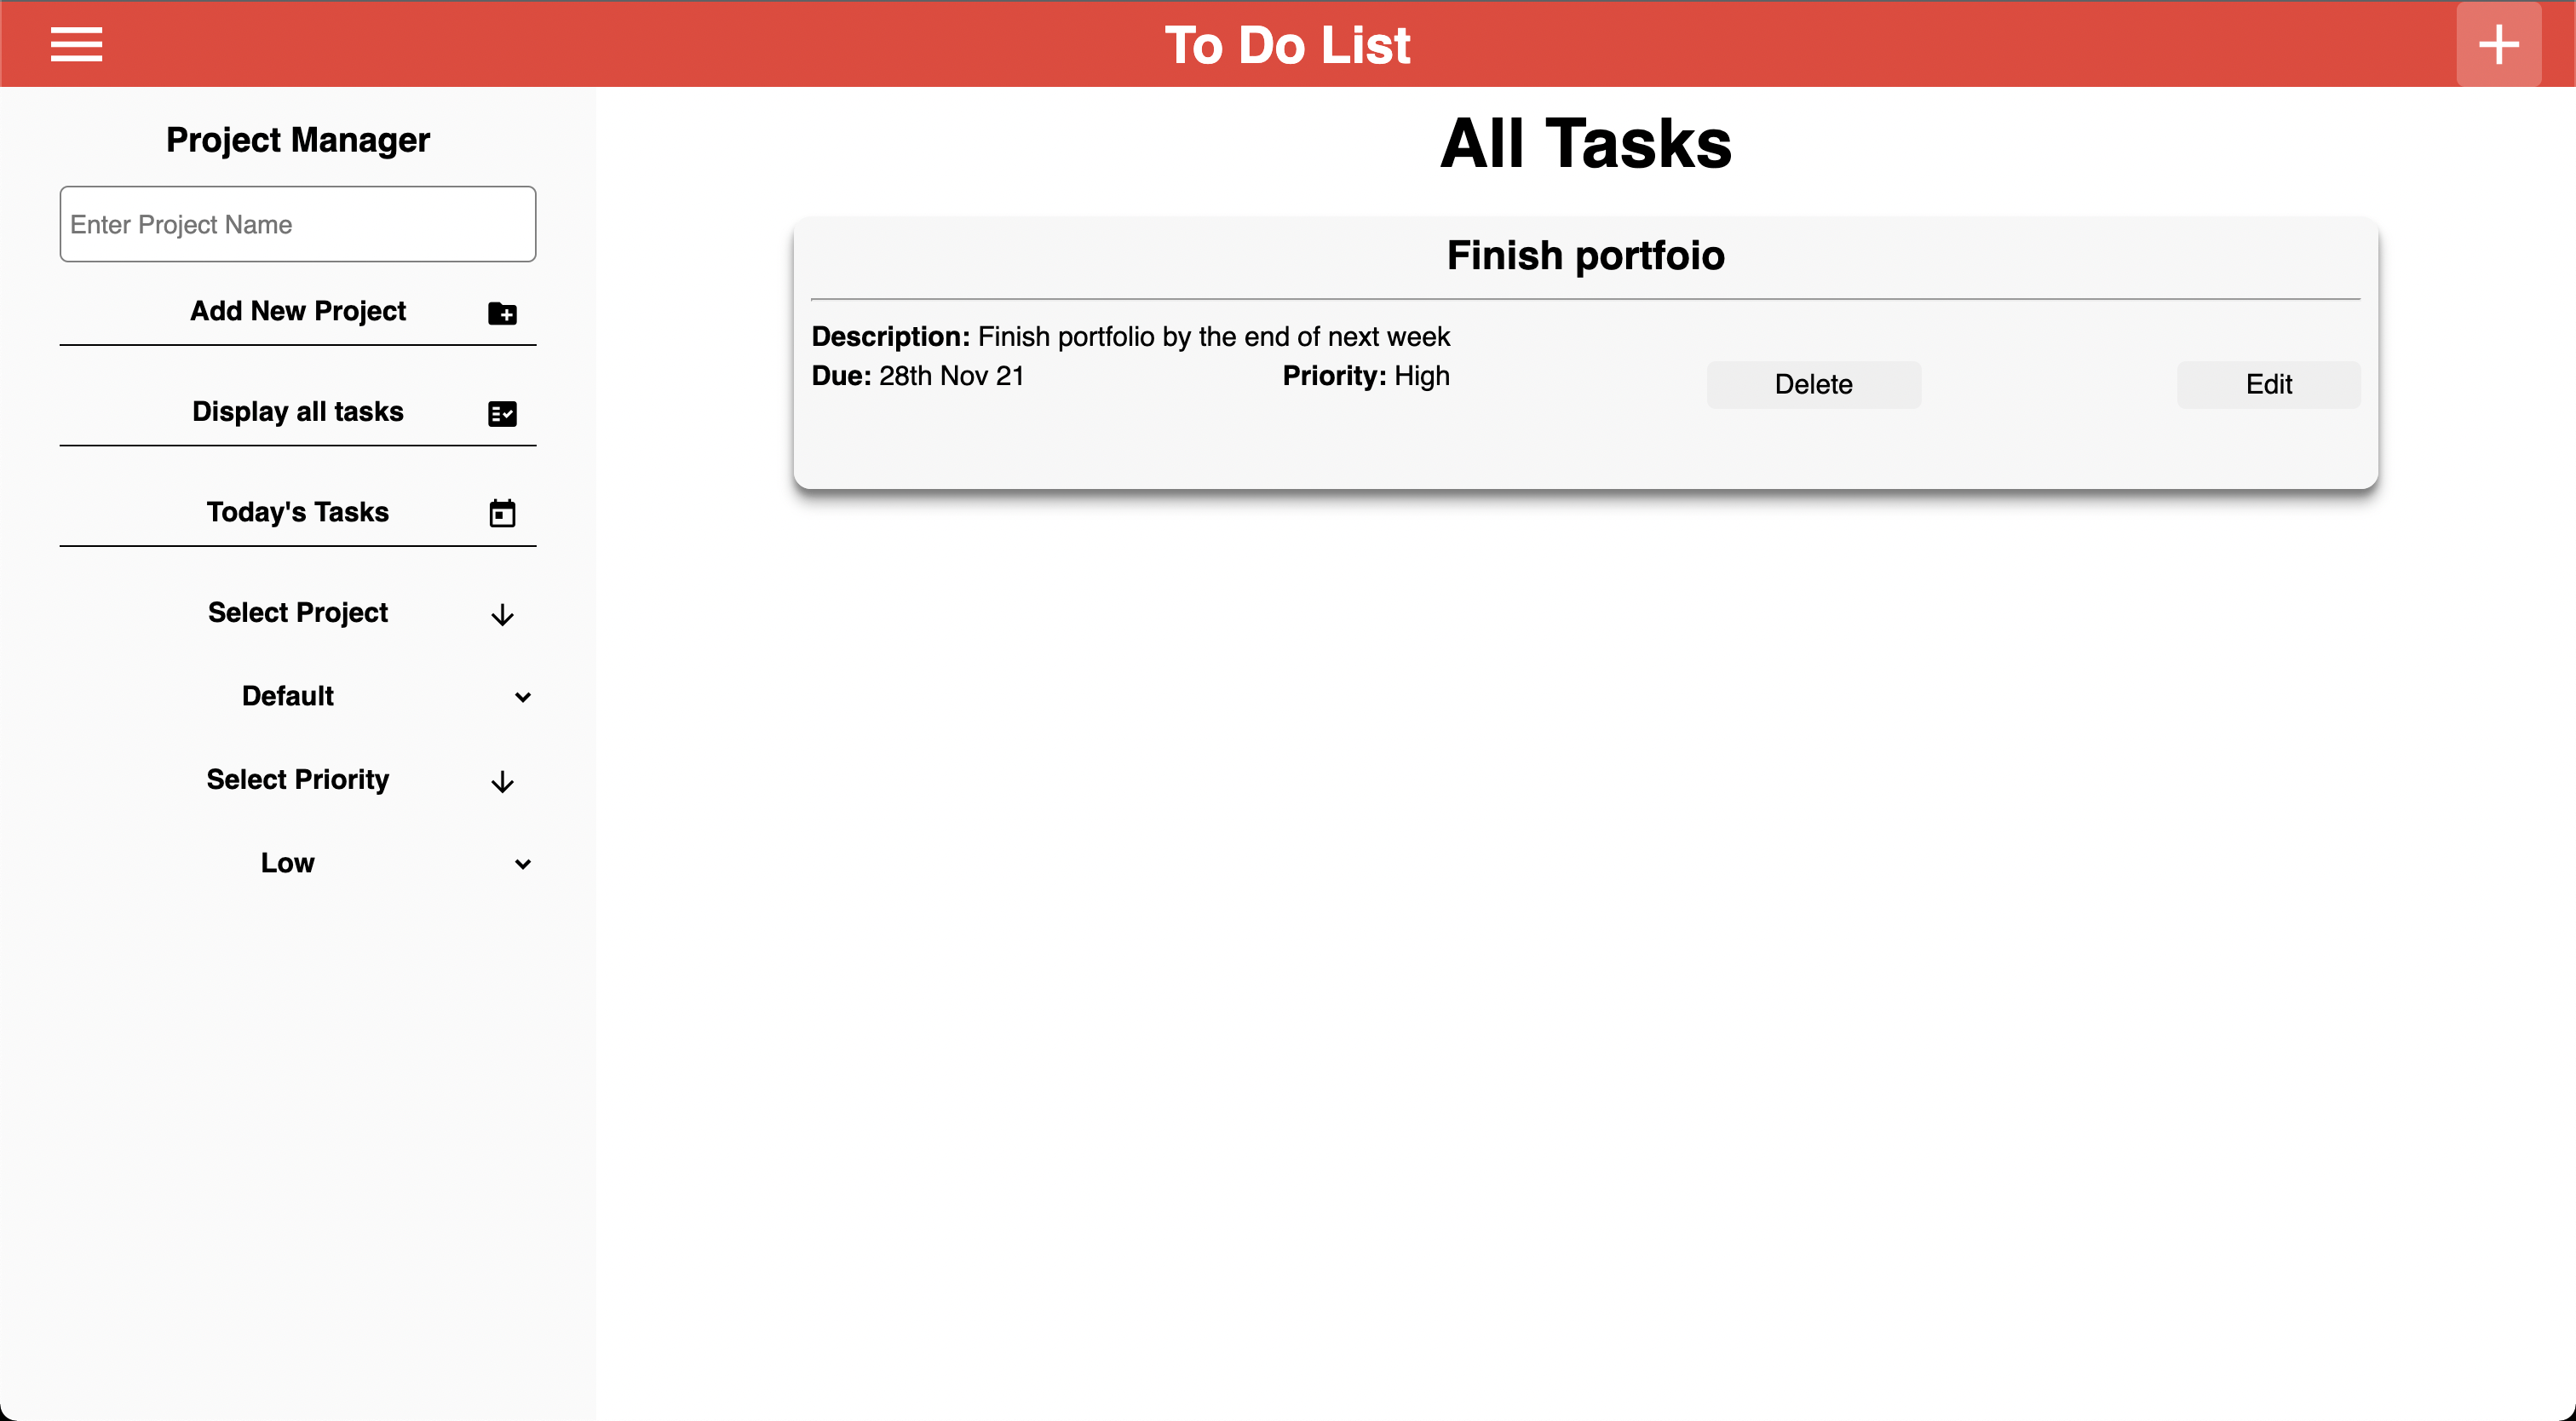 To Do List
Project Manager
Enter Project Name
Add New Project
Display all tasks
Today's Tasks
Select Project
Default
Select Priority
Low
All Tasks
Finish portfoio
Description: Finish portfolio by the end of next week
Due: 28th Nov 21 Priority: High Delete Edit